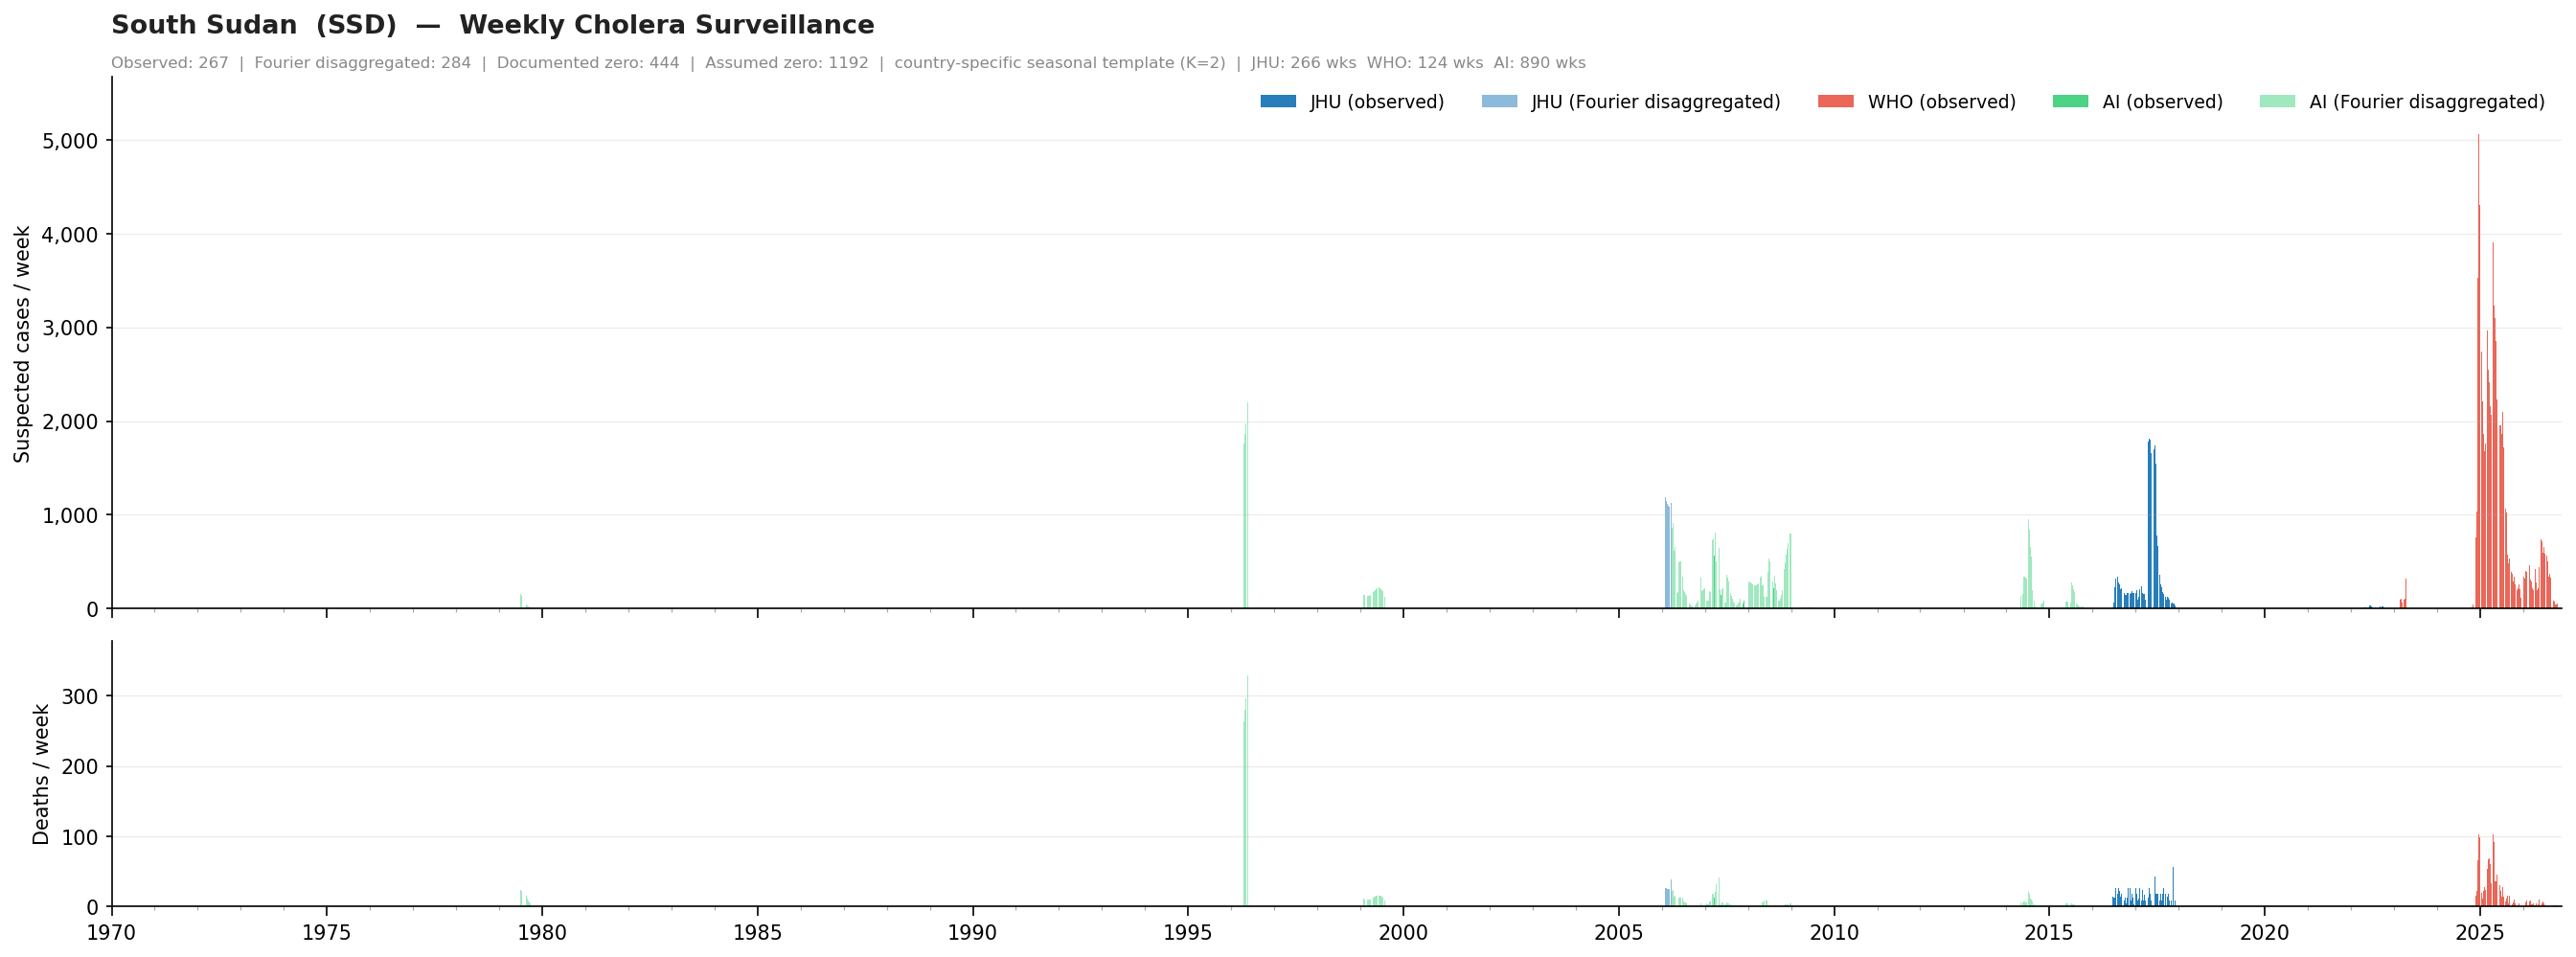 South Sudan  (SSD)  —  Weekly Cholera Surveillance
Observed: 267  |  Fourier disaggregated: 284  |  Documented zero: 444  |  Assumed zero: 1192  |  country-specific seasonal template (K=2)  |  JHU: 266 wks  WHO: 124 wks  AI: 890 wks
JHU (observed)
JHU (Fourier disaggregated)
WHO (observed)
AI (observed)
AI (Fourier disaggregated)
Suspected cases / week
5,000
4,000
3,000
2,000
1,000
0
Deaths / week
300
200
100
0
1970
1975
1980
1985
1990
1995
2000
2005
2010
2015
2020
2025